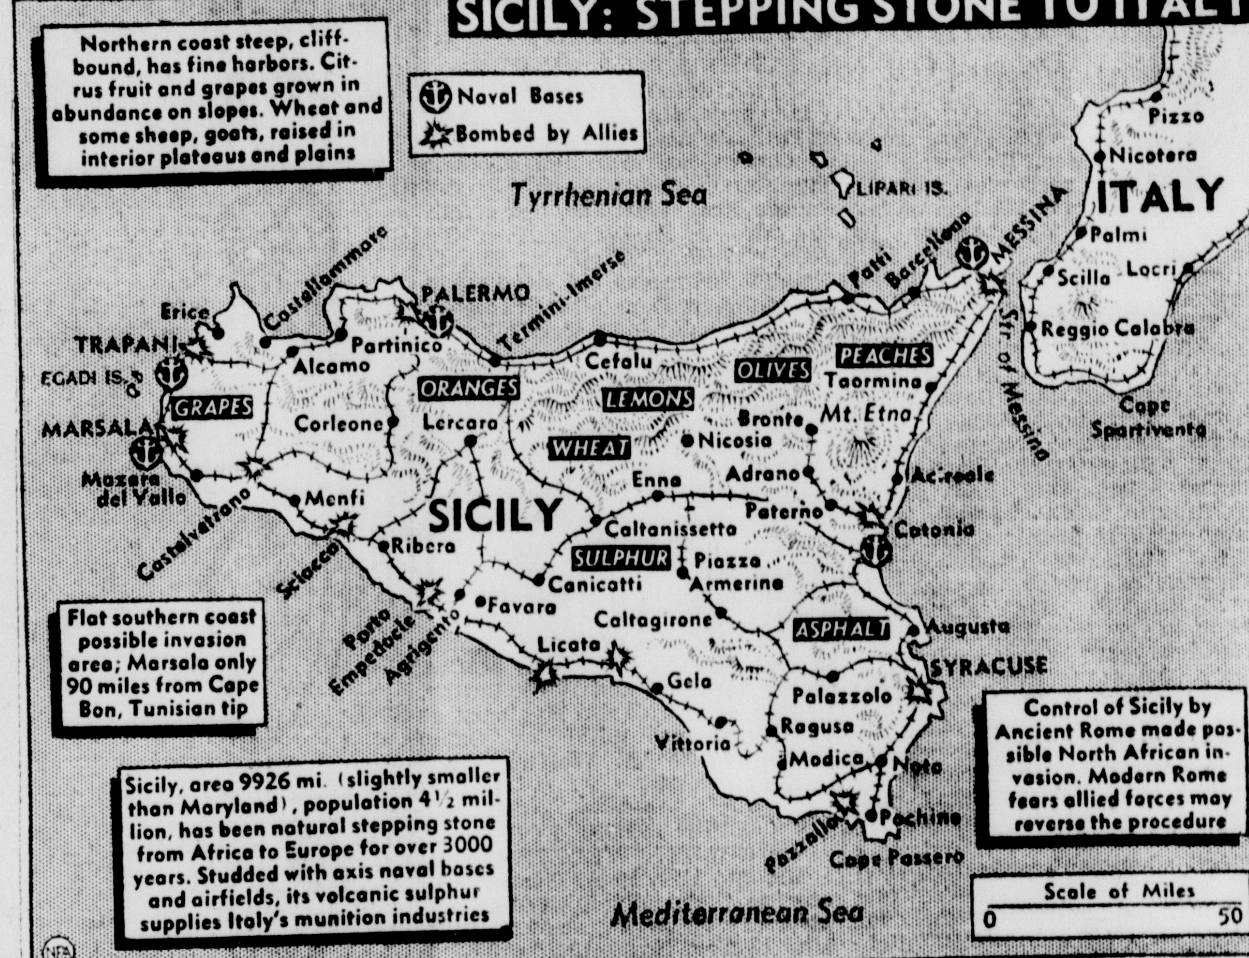 SICILY: STEPPING STONE TO ITALY
Northern coast steep, cliff-
bound, has fine harbors. Cit-
rus fruit and grapes grown in
abundance on slopes. Wheat and
some sheep, goats, raised in
interior plateaus and plains
Naval Bases
Bombed by Allies
Tyrrhenian Sea
LIPARI IS.
Pizzo
Nicotera
ITALY
Palmi
Scilla
Locri
Reggio Calabra
Cape
Spartivento
Str. of Messina
MESSINA
Barcellona
Patti
Castellammare
Erice
PALERMO
Termini-Imerse
TRAPANI
Partinico
Cefalu
EGADI IS.
Alcamo
ORANGES
OLIVES
PEACHES
Taormina
GRAPES
LEMONS
Mt. Etna
MARSALA
Corleone
Lercara
Bronte
Nicosia
WHEAT
Mazara
del Vallo
Adrano
Acireale
Enna
Menfi
SICILY
Paterno
Catania
Castelvetrano
Caltanissetta
Sciacca
Ribera
SULPHUR
Piazza
Armerina
Canicatti
Favara
Porto
Empedocle
Agrigento
Caltagirone
ASPHALT
Augusta
Licata
SYRACUSE
Gela
Palazzolo
Vittoria
Ragusa
Modica
Noto
Pozzallo
Pachino
Cape Passero
Flat southern coast
possible invasion
area; Marsala only
90 miles from Cape
Bon, Tunisian tip
Control of Sicily by
Ancient Rome made pos-
sible North African in-
vasion. Modern Rome
fears allied forces may
reverse the procedure
Sicily, area 9926 mi. (slightly smaller
than Maryland), population 4½ mil-
lion, has been natural stepping stone
from Africa to Europe for over 3000
years. Studded with axis naval bases
and airfields, its volcanic sulphur
supplies Italy's munition industries
Mediterranean Sea
Scale of Miles
0 50
NEA